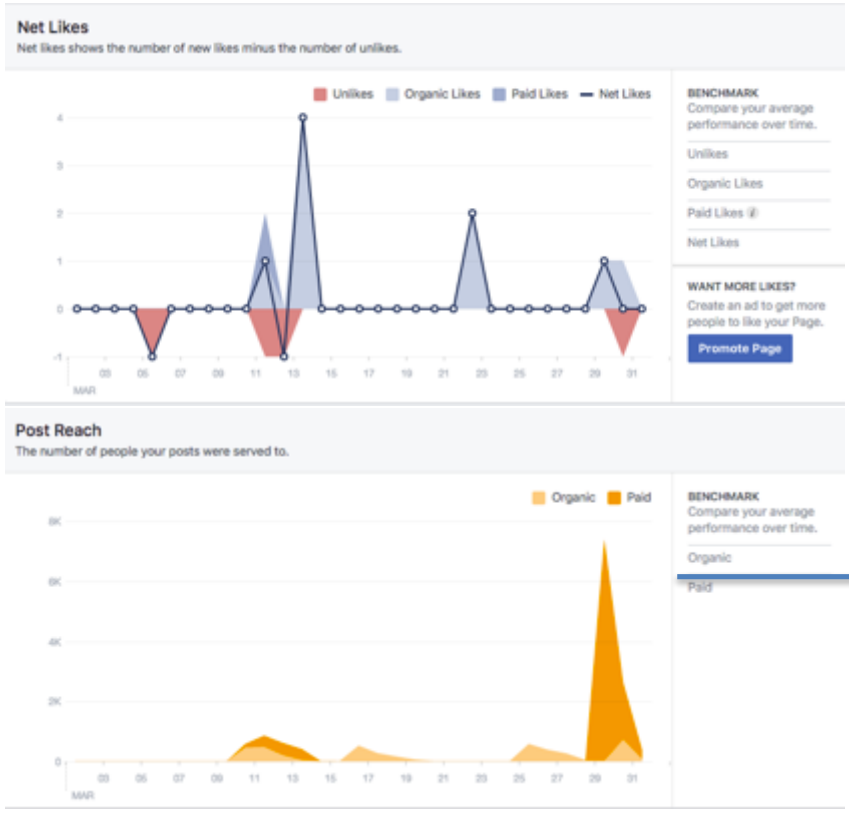 Net Likes
Net likes shows the number of new likes minus the number of unlikes.
Unlikes Organic Likes Paid Likes Net Likes
BENCHMARK
Compare your average
performance over time.
Unlikes
Organic Likes
Paid Likes i
Net Likes
WANT MORE LIKES?
Create an ad to get more
people to like your Page.
Promote Page
4
3
2
1
0
-1
03 05 07 09 11 13 15 17 19 21 23 25 27 29 31
MAR
Post Reach
The number of people your posts were served to.
Organic Paid
BENCHMARK
Compare your average
performance over time.
Organic
Paid
8K
6K
4K
2K
0
03 05 07 09 11 13 15 17 19 21 23 25 27 29 31
MAR